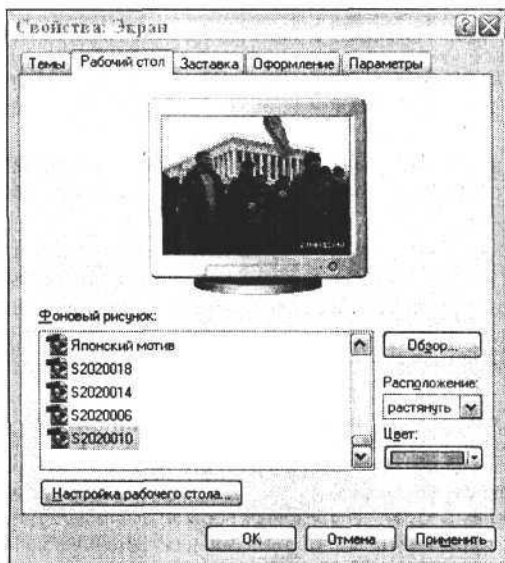 Свойства: Экран
Темы Рабочий стол Заставка Оформление Параметры
Фоновый рисунок:
Японский мотив
S2020018
S2020014
S2020006
S2020010
Обзор...
Расположение:
растянуть
Цвет:
Настройка рабочего стола...
ОК Отмена Применить